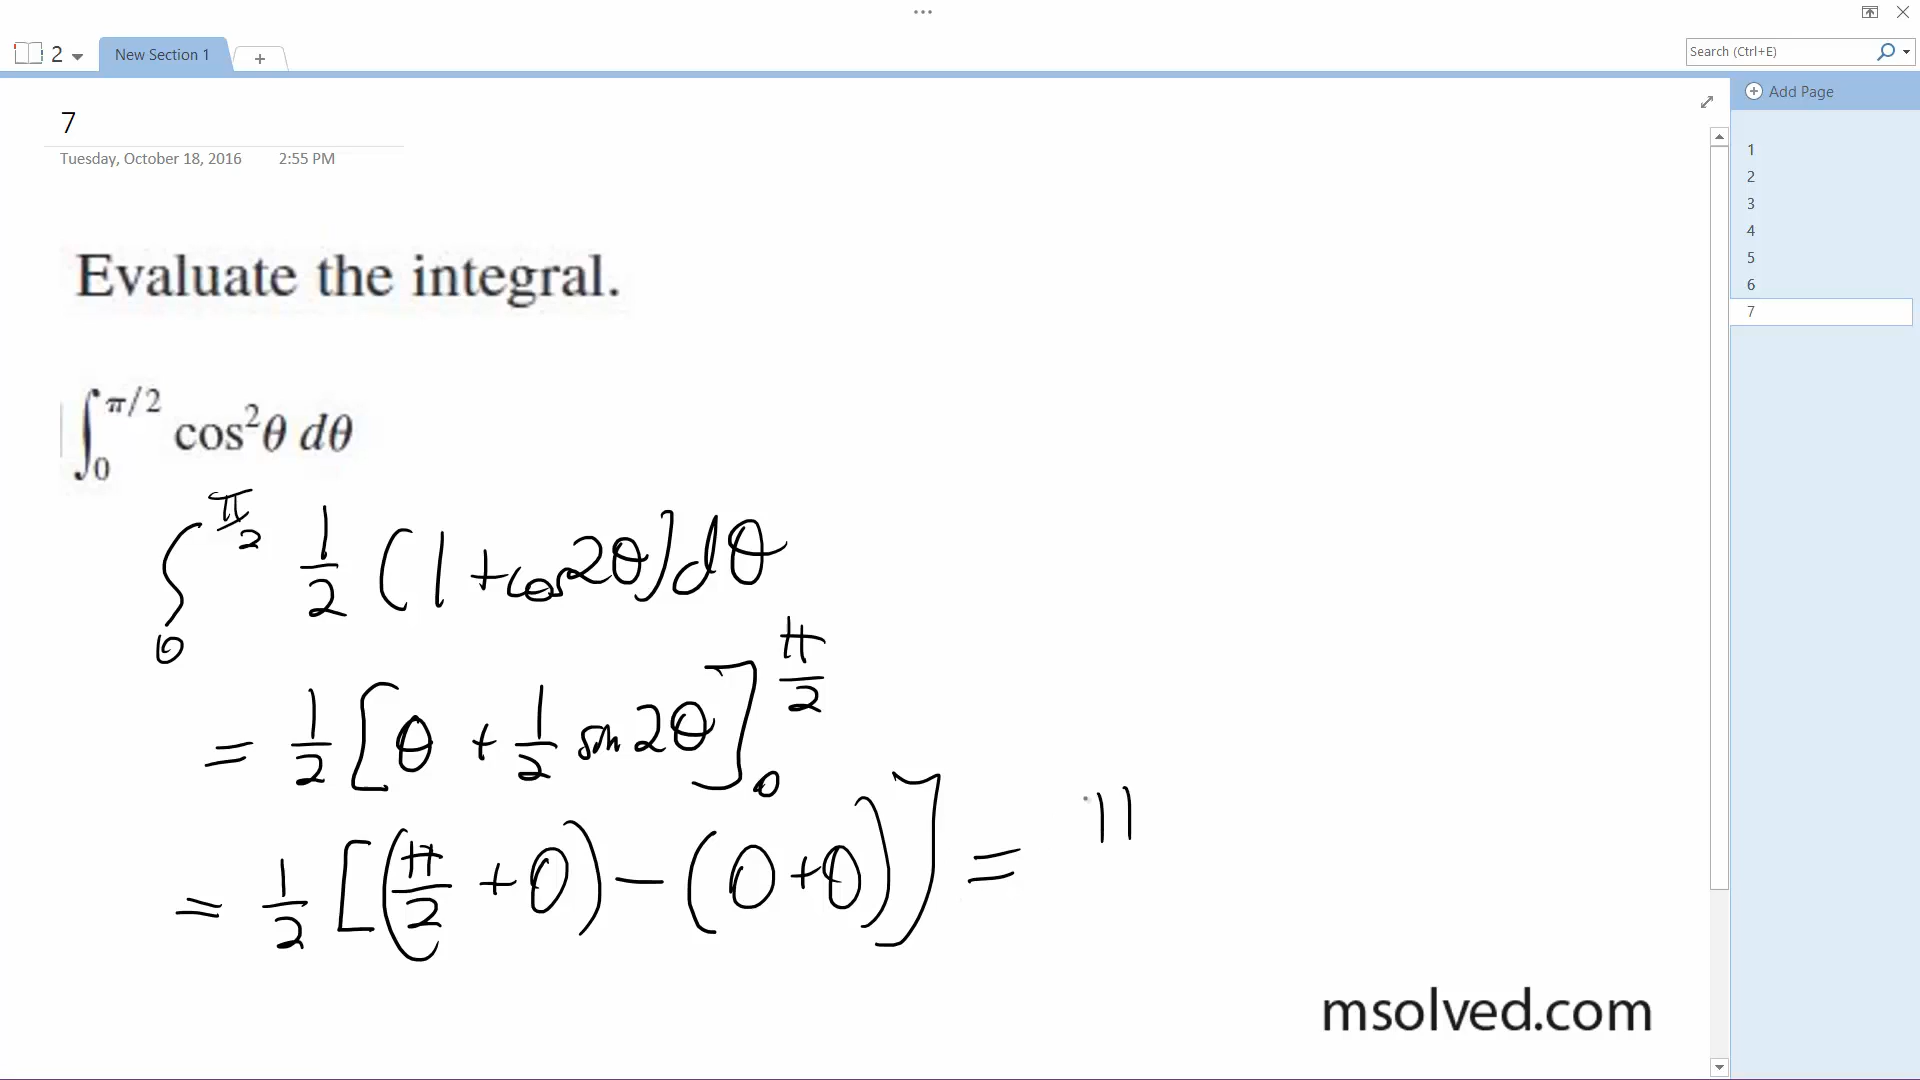 2
New Section 1
+
Search (Ctrl+E)
Add Page
7
Tuesday, October 18, 2016 2:55 PM
1
2
3
4
5
6
7
Evaluate the integral.
∫₀^{π/2} cos²θ dθ
∫₀^{π/2} 1/2 (1 + cos 2θ) dθ
= 1/2 [θ + 1/2 sin 2θ]₀^{π/2}
= 1/2 [(π/2 + 0) − (0 + 0)] =
msolved.com